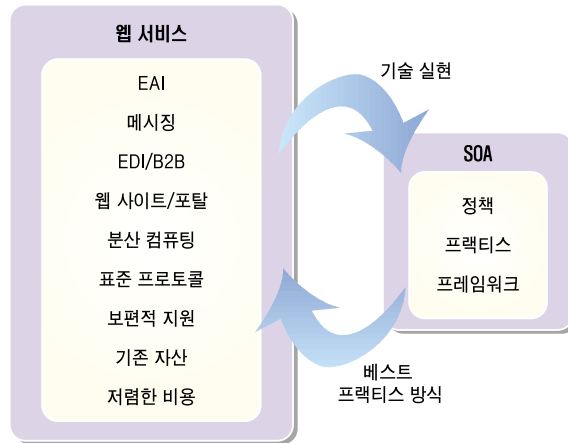 웹 서비스
EAI
메시징
EDI/B2B
웹 사이트/포탈
분산 컴퓨팅
표준 프로토콜
보편적 지원
기존 자산
저렴한 비용
기술 실현
SOA
정책
프랙티스
프레임워크
베스트
프랙티스 방식